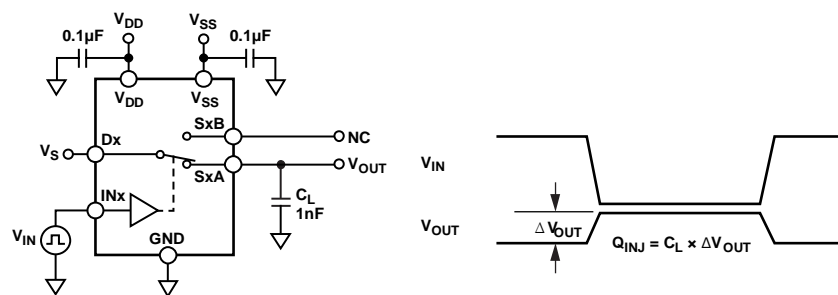 VDD
VSS
0.1µF
0.1µF
VDD
VSS
SxB
NC
Dx
VS
SxA
VOUT
INx
CL
1nF
VIN
GND
VIN
VOUT
ΔVOUT
QINJ = CL × ΔVOUT